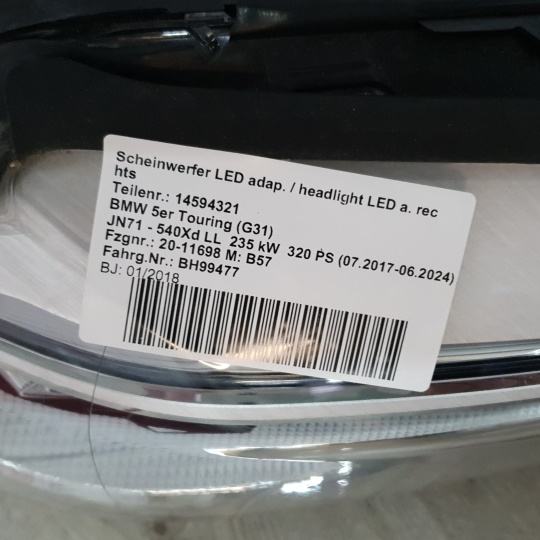 Scheinwerfer LED adap. / headlight LED a. rec
hts
Teilenr.: 14594321
BMW 5er Touring (G31)
JN71 - 540Xd LL 235 kW 320 PS (07.2017-06.2024)
Fzgnr.: 20-11698 M: B57
Fahrg.Nr.: BH99477
BJ: 01/2018